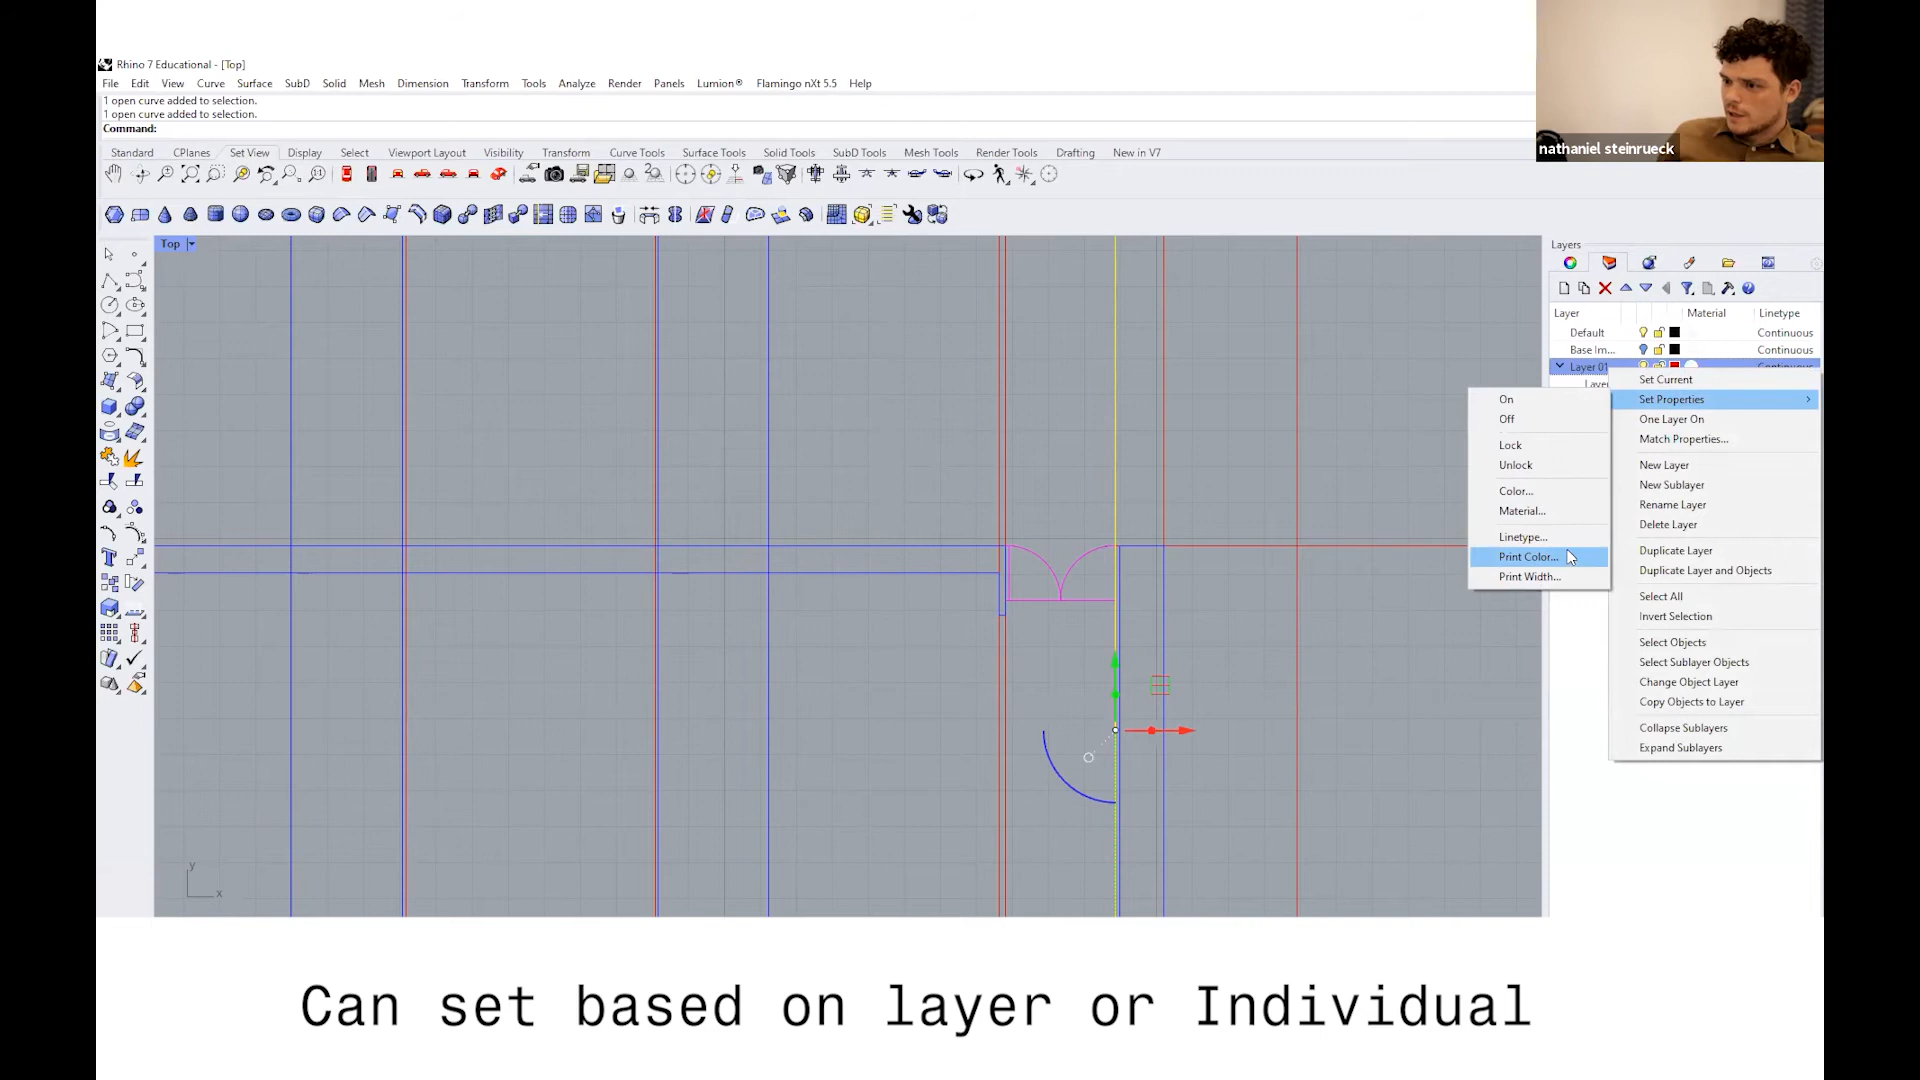 Rhino 7 Educational - [Top]
File Edit View Curve Surface SubD Solid Mesh Dimension Transform Tools Analyze Render Panels Lumion® Flamingo nXt 5.5 Help
1 open curve added to selection.
1 open curve added to selection.
Command:
nathaniel steinrueck
Standard CPlanes Set View Display Select Viewport Layout Visibility Transform Curve Tools Surface Tools Solid Tools SubD Tools Mesh Tools Render Tools Drafting New in V7
Top
Layers
Layer Material Linetype
Default Continuous
Base Im... Continuous
Layer 01 Continuous
Set Current
Set Properties
One Layer On
Match Properties...
New Layer
New Sublayer
Rename Layer
Delete Layer
Duplicate Layer
Duplicate Layer and Objects
Select All
Invert Selection
Select Objects
Select Sublayer Objects
Change Object Layer
Copy Objects to Layer
Collapse Sublayers
Expand Sublayers
On
Off
Lock
Unlock
Color...
Material...
Linetype...
Print Color...
Print Width...
y
x
Can set based on layer or Individual